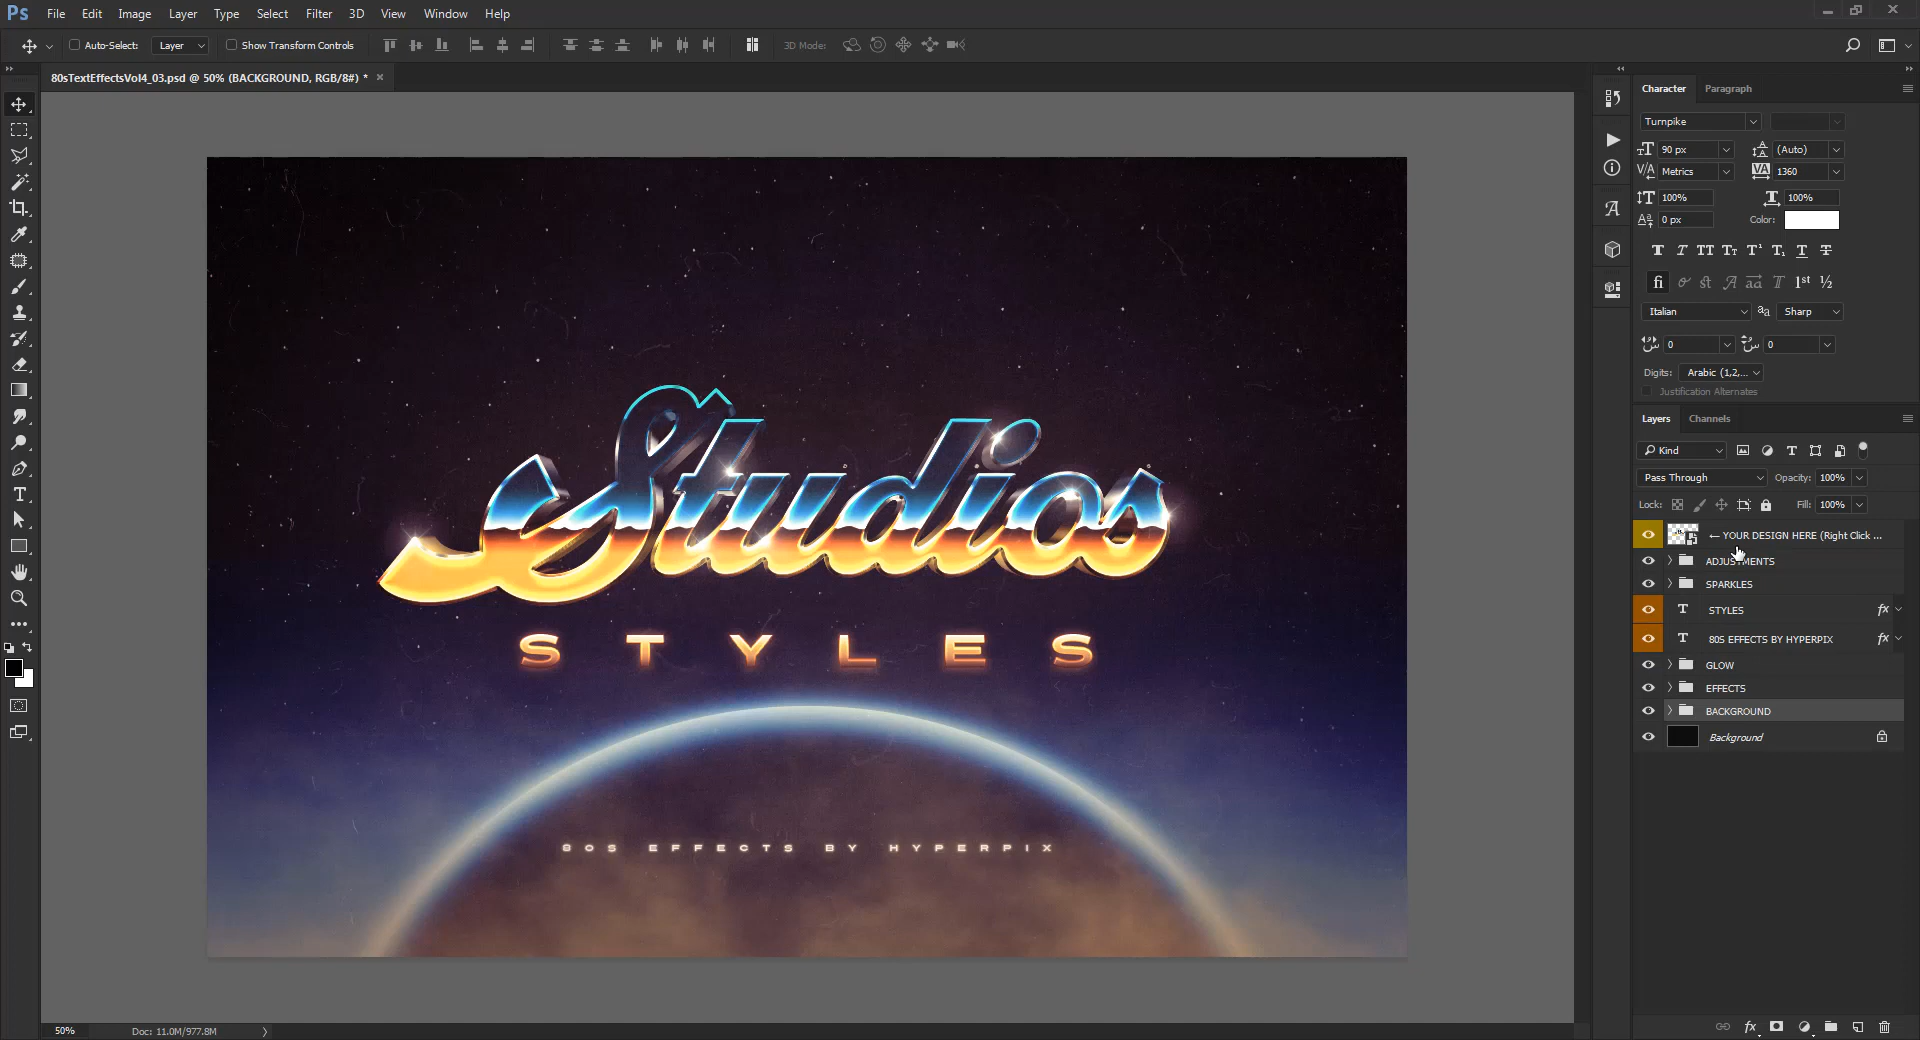 Ps File Edit Image Layer Type Select Filter 3D View Window Help
Auto-Select: Layer Show Transform Controls 3D Mode:
80sTextEffectsVol4_03.psd @ 50% (BACKGROUND, RGB/8#) *
Studios
STYLES
80S EFFECTS BY HYPERPIX
50% Doc: 11.0M/977.8M
Character Paragraph
Turnpike
90 px (Auto)
Metrics 1360
100% 100%
0 px Color:
Italian Sharp
0 0
Digits: Arabic (1,2,...
Justification Alternates
Layers Channels
Kind
Pass Through Opacity: 100%
Lock: Fill: 100%
← YOUR DESIGN HERE (Right Click ...
ADJUSTMENTS
SPARKLES
STYLES fx
80S EFFECTS BY HYPERPIX fx
GLOW
EFFECTS
BACKGROUND
Background